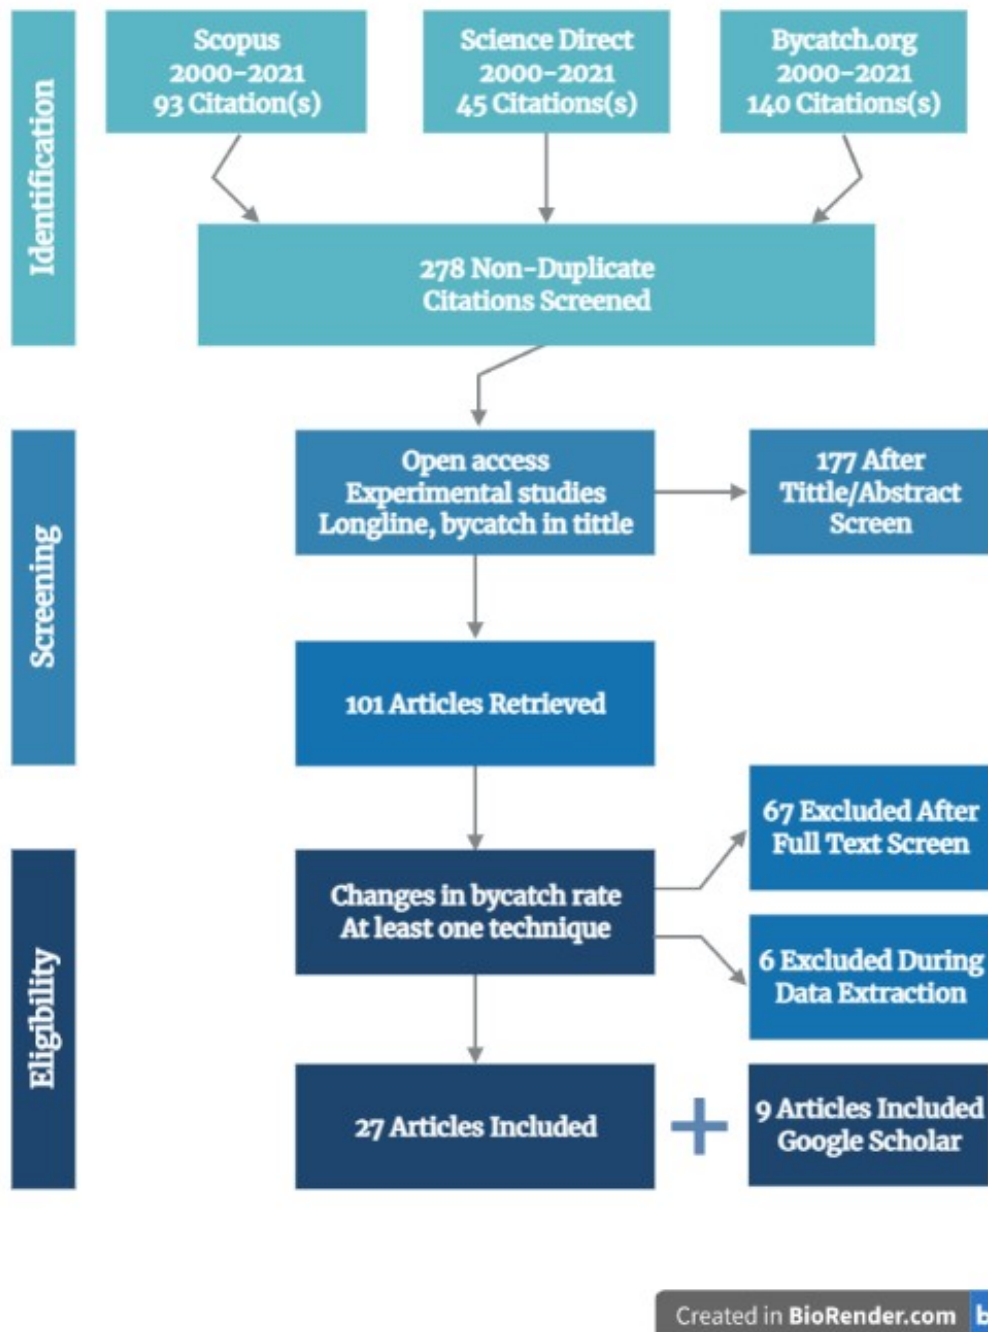 Identification
Scopus
2000-2021
93 Citation(s)
Science Direct
2000-2021
45 Citations(s)
Bycatch.org
2000-2021
140 Citations(s)
278 Non-Duplicate
Citations Screened
Screening
Open access
Experimental studies
Longline, bycatch in tittle
177 After
Tittle/Abstract
Screen
101 Articles Retrieved
Eligibility
Changes in bycatch rate
At least one technique
67 Excluded After
Full Text Screen
6 Excluded During
Data Extraction
27 Articles Included
+
9 Articles Included
Google Scholar
Created in BioRender.com
b